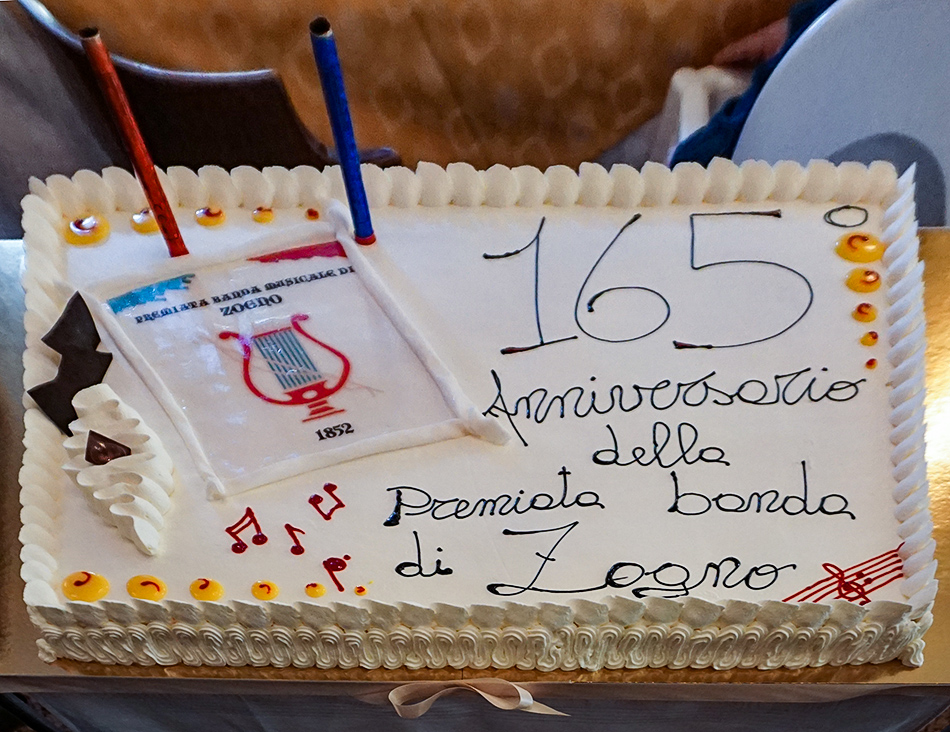 PREMIATA BANDA MUSICALE DI
ZOGNO
1852
165°
Anniversario
della
Premiata banda
di Zogno